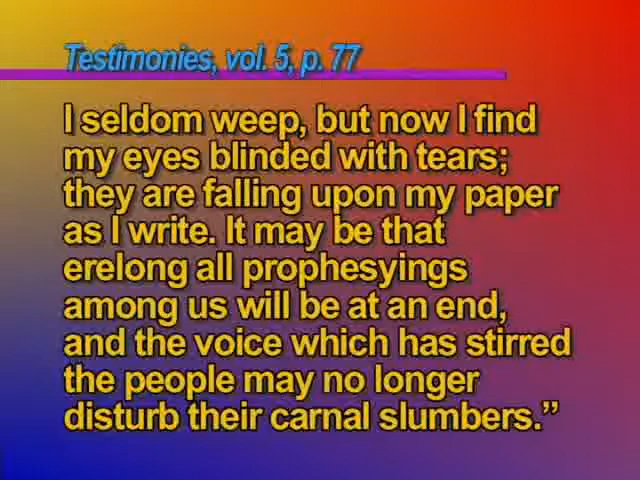 Testimonies, vol. 5, p. 77
I seldom weep, but now I find
my eyes blinded with tears;
they are falling upon my paper
as I write. It may be that
erelong all prophesyings
among us will be at an end,
and the voice which has stirred
the people may no longer
disturb their carnal slumbers.”